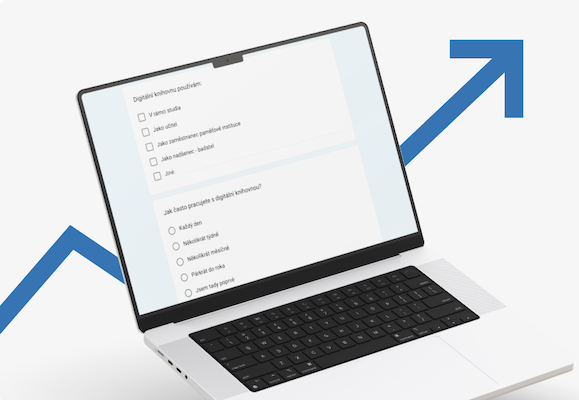 Digitální knihovnu používám:
V rámci studia
Jako učitel
Jako zaměstnanec paměťové instituce
Jako nadšenec - badatel
Jiné
Jak často pracujete s digitální knihovnou?
Každý den
Několikrát týdně
Několikrát měsíčně
Párkrát do roka
Jsem tady poprvé